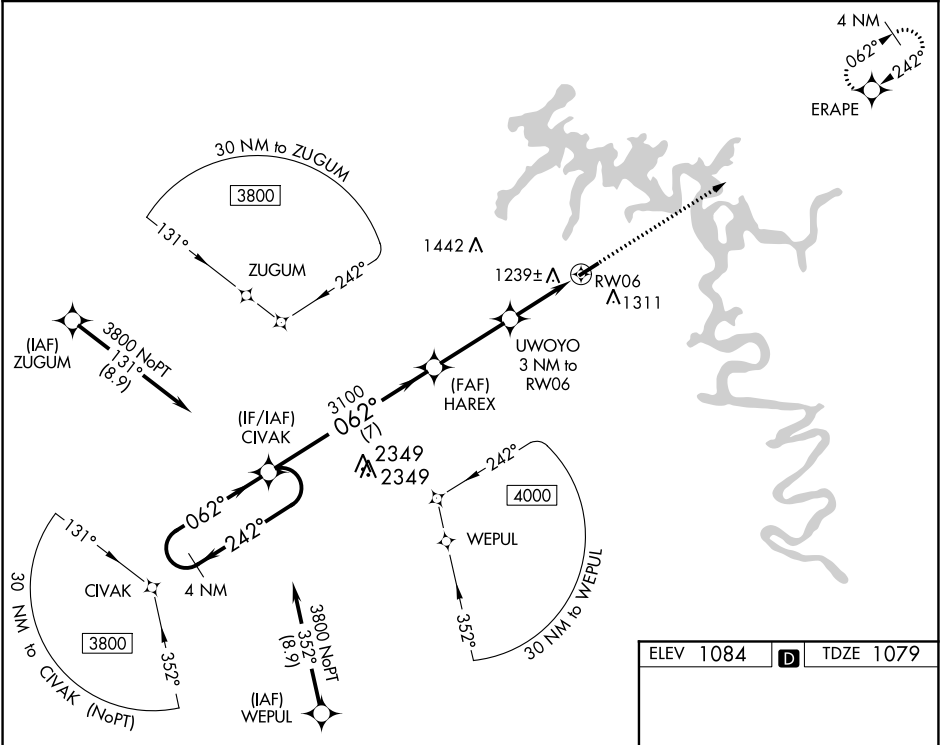 4 NM
062°
242°
ERAPE
30 NM to ZUGUM
3800
131°
242°
ZUGUM
1442
1239±
RW06
1311
(IAF)
ZUGUM
3800 NoPT
131°
(8.9)
UWOYO
3 NM to
RW06
(FAF)
HAREX
(IF/IAF)
CIVAK
3100
062°
(7)
2349
2349
062°
242°
4 NM
242°
4000
WEPUL
352°
30 NM to WEPUL
131°
CIVAK
3800
352°
30 NM to CIVAK (NoPT)
3800 NoPT
352°
(8.9)
(IAF)
WEPUL
ELEV 1084 D TDZE 1079